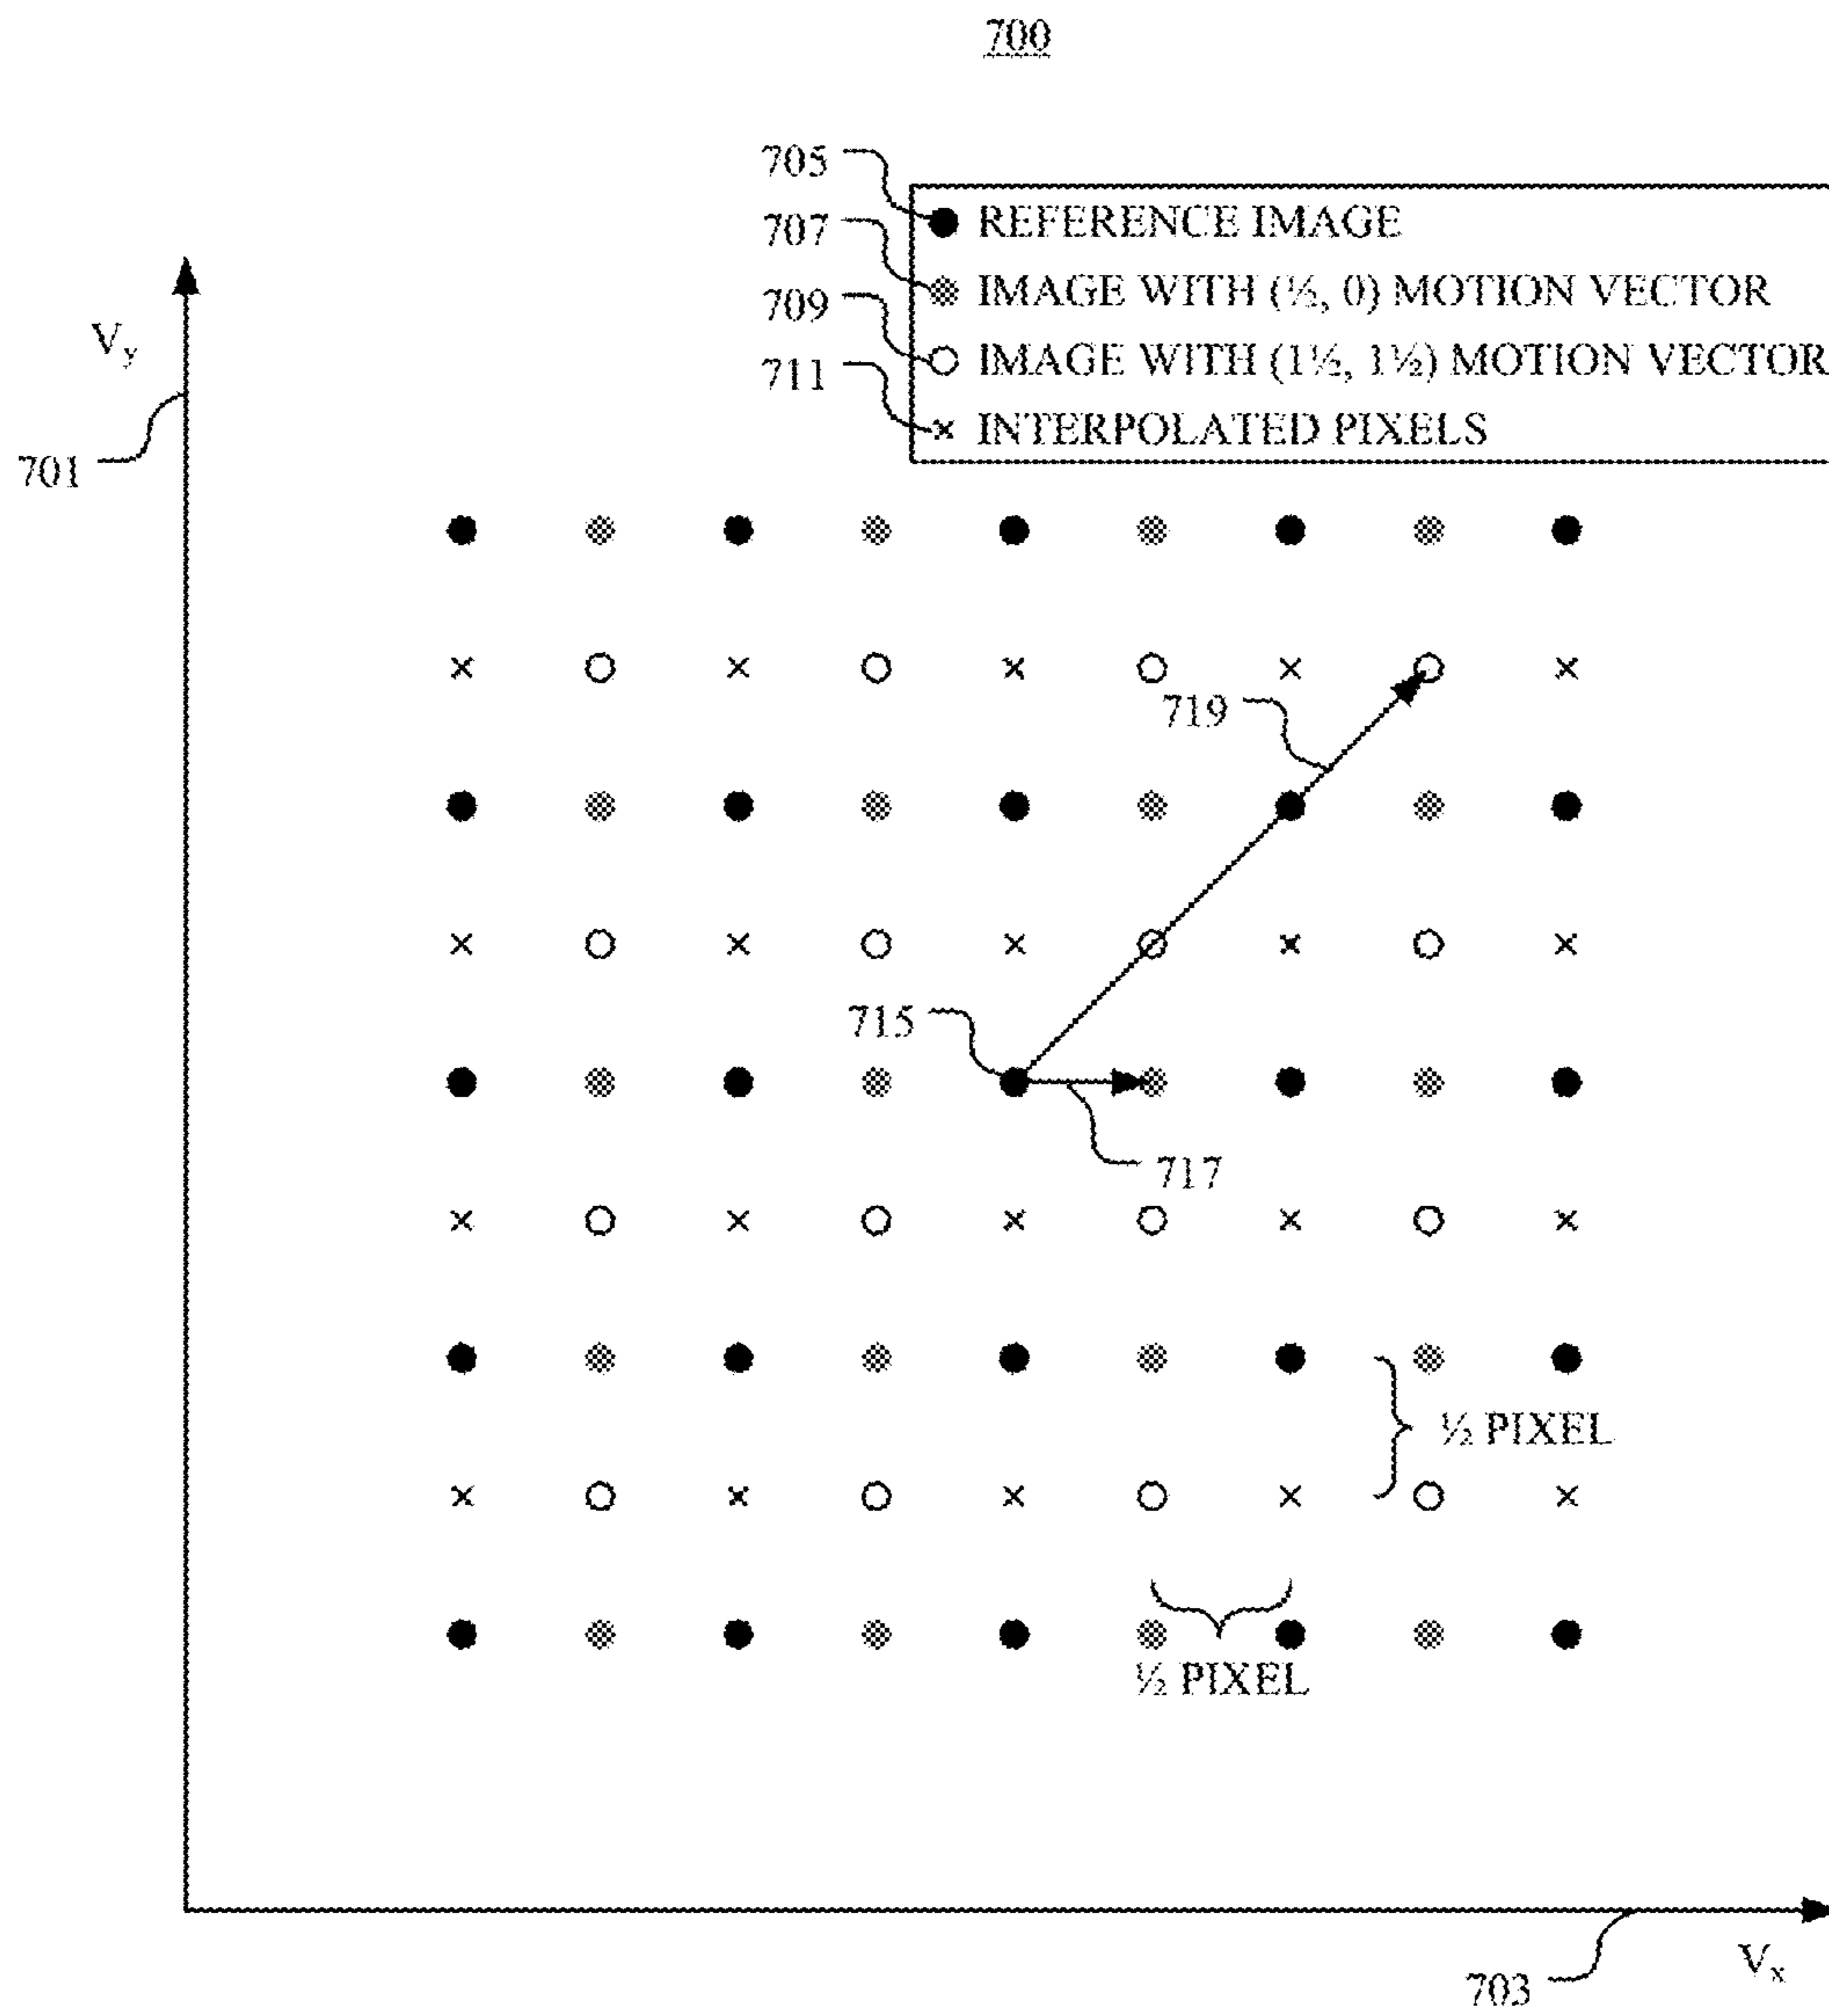 700
705
● REFERENCE IMAGE
707
IMAGE WITH (½, 0) MOTION VECTOR
709
○ IMAGE WITH (1½, 1½) MOTION VECTOR
711
× INTERPOLATED PIXELS
Vy
701
719
715
717
½ PIXEL
½ PIXEL
703
Vx